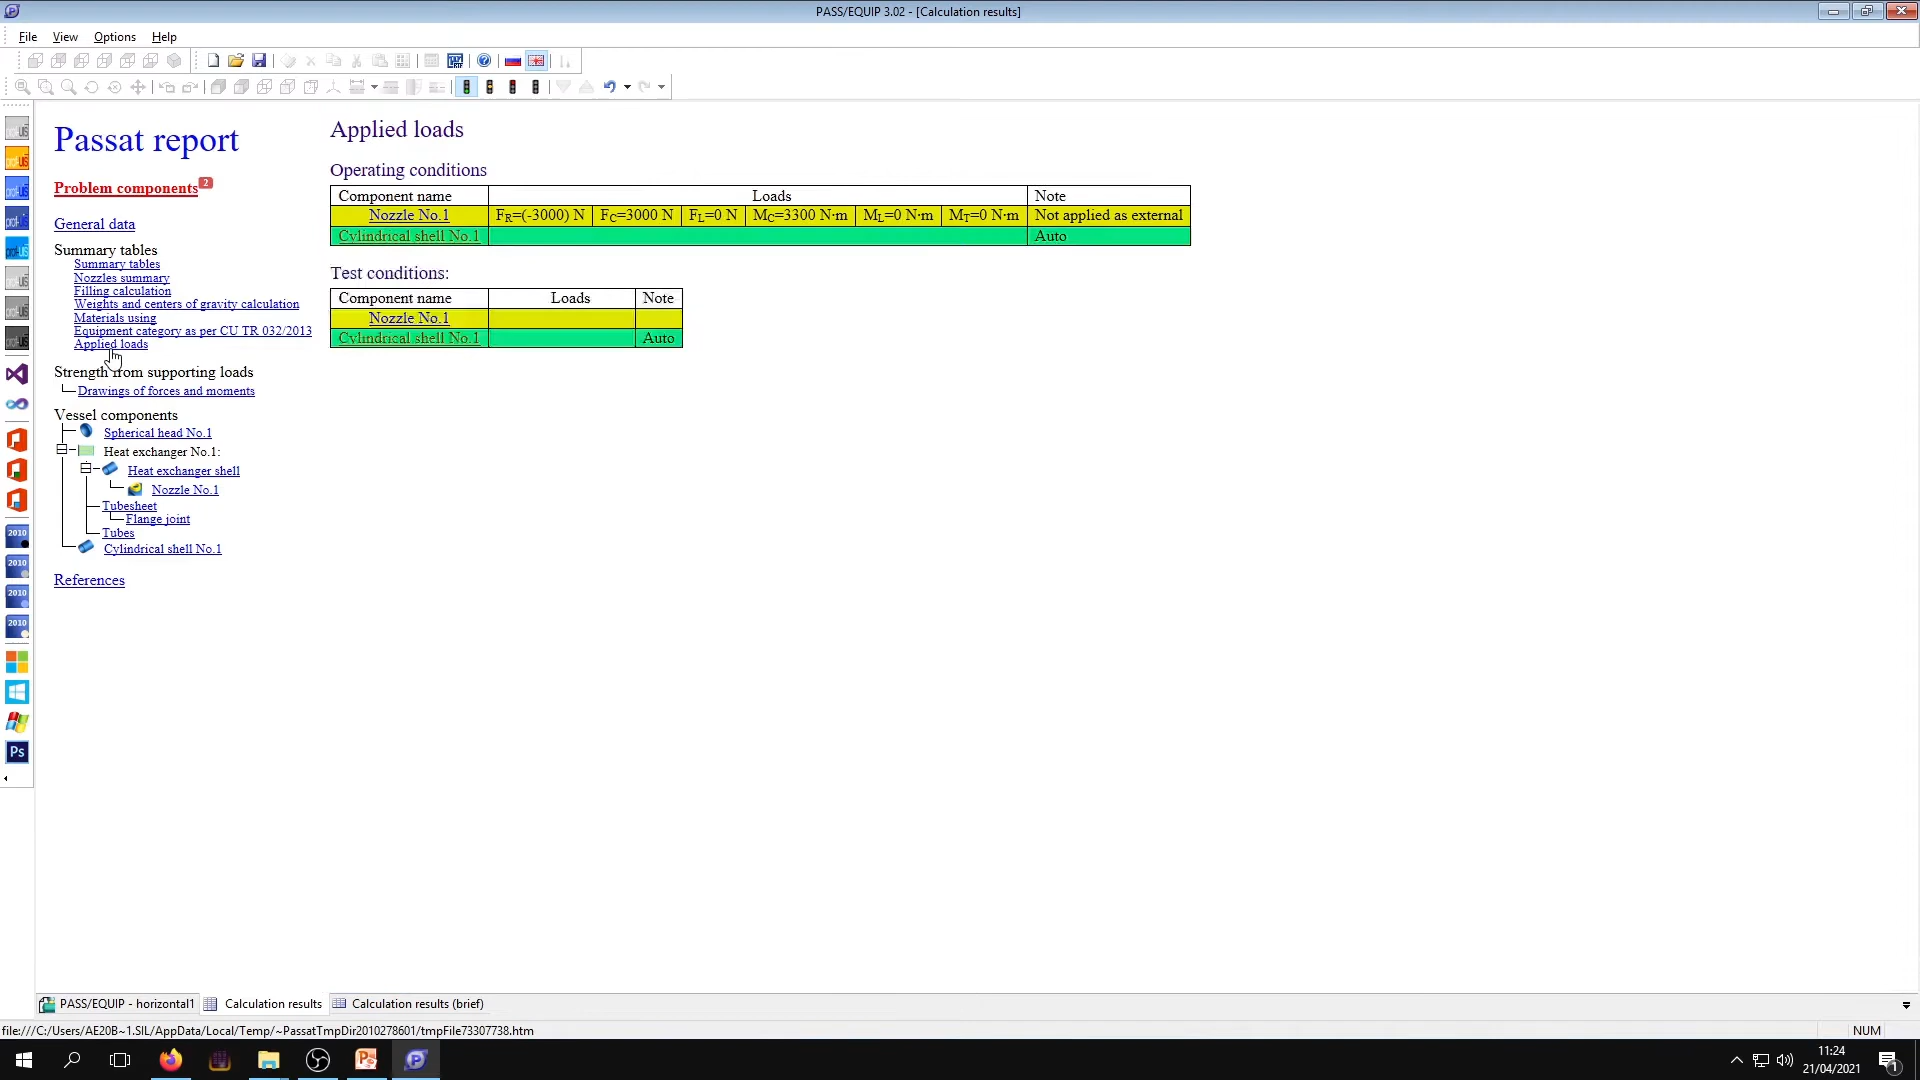 PASS/EQUIP 3.02 - [Calculation results]
File View Options Help
Passat report
Problem components 2
General data
Summary tables
Summary tables
Nozzles summary
Filling calculation
Weights and centers of gravity calculation
Materials using
Equipment category as per CU TR 032/2013
Applied loads
Strength from supporting loads
Drawings of forces and moments
Vessel components
Spherical head No.1
Heat exchanger No.1:
Heat exchanger shell
Nozzle No.1
Tubesheet
Flange joint
Tubes
Cylindrical shell No.1
References
Applied loads
Operating conditions
Component name Loads Note
Nozzle No.1 FR=(-3000) N FC=3000 N FL=0 N MC=3300 N·m ML=0 N·m MT=0 N·m Not applied as external
Cylindrical shell No.1 Auto
Test conditions:
Component name Loads Note
Nozzle No.1
Cylindrical shell No.1 Auto
2010
2010
2010
2010
Ps
PASS/EQUIP - horizontal1 Calculation results Calculation results (brief)
file:///C:/Users/AE20B~1.SIL/AppData/Local/Temp/~PassatTmpDir2010278601/tmpFile73307738.htm NUM
11:24
21/04/2021
1